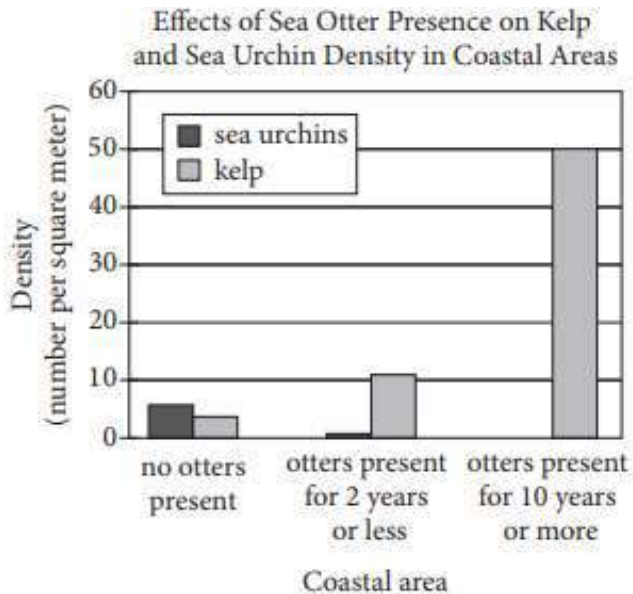 Effects of Sea Otter Presence on Kelp
and Sea Urchin Density in Coastal Areas
Density
(number per square meter)
60
50
40
30
20
10
0
sea urchins
kelp
no otters
present
otters present
for 2 years
or less
otters present
for 10 years
or more
Coastal area